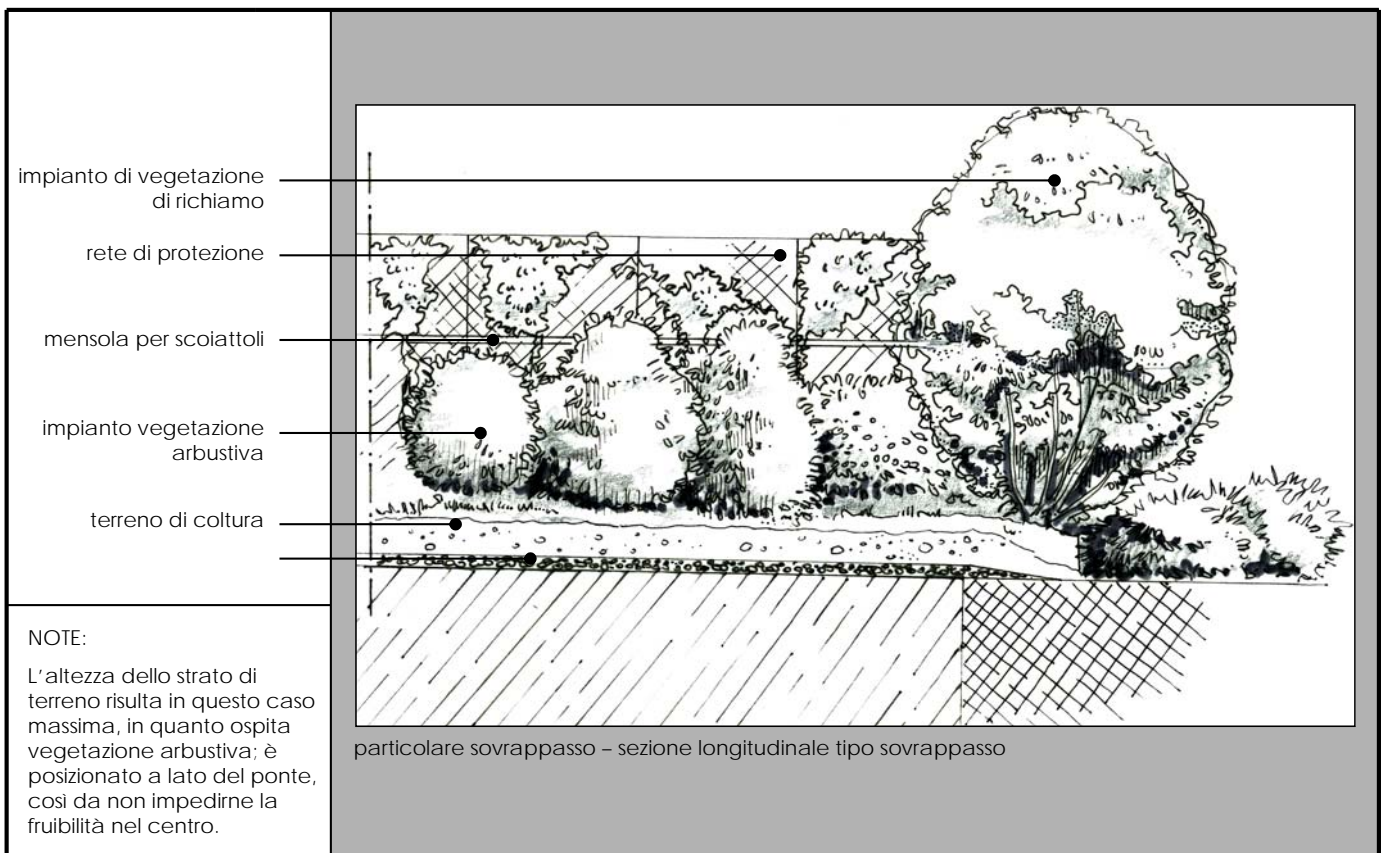 impianto di vegetazione
di richiamo
rete di protezione
mensola per scoiattoli
impianto vegetazione
arbustiva
terreno di coltura
NOTE:
L'altezza dello strato di
terreno risulta in questo caso
massima, in quanto ospita
vegetazione arbustiva; è
posizionato a lato del ponte,
così da non impedirne la
fruibilità nel centro.
particolare sovrappasso – sezione longitudinale tipo sovrappasso